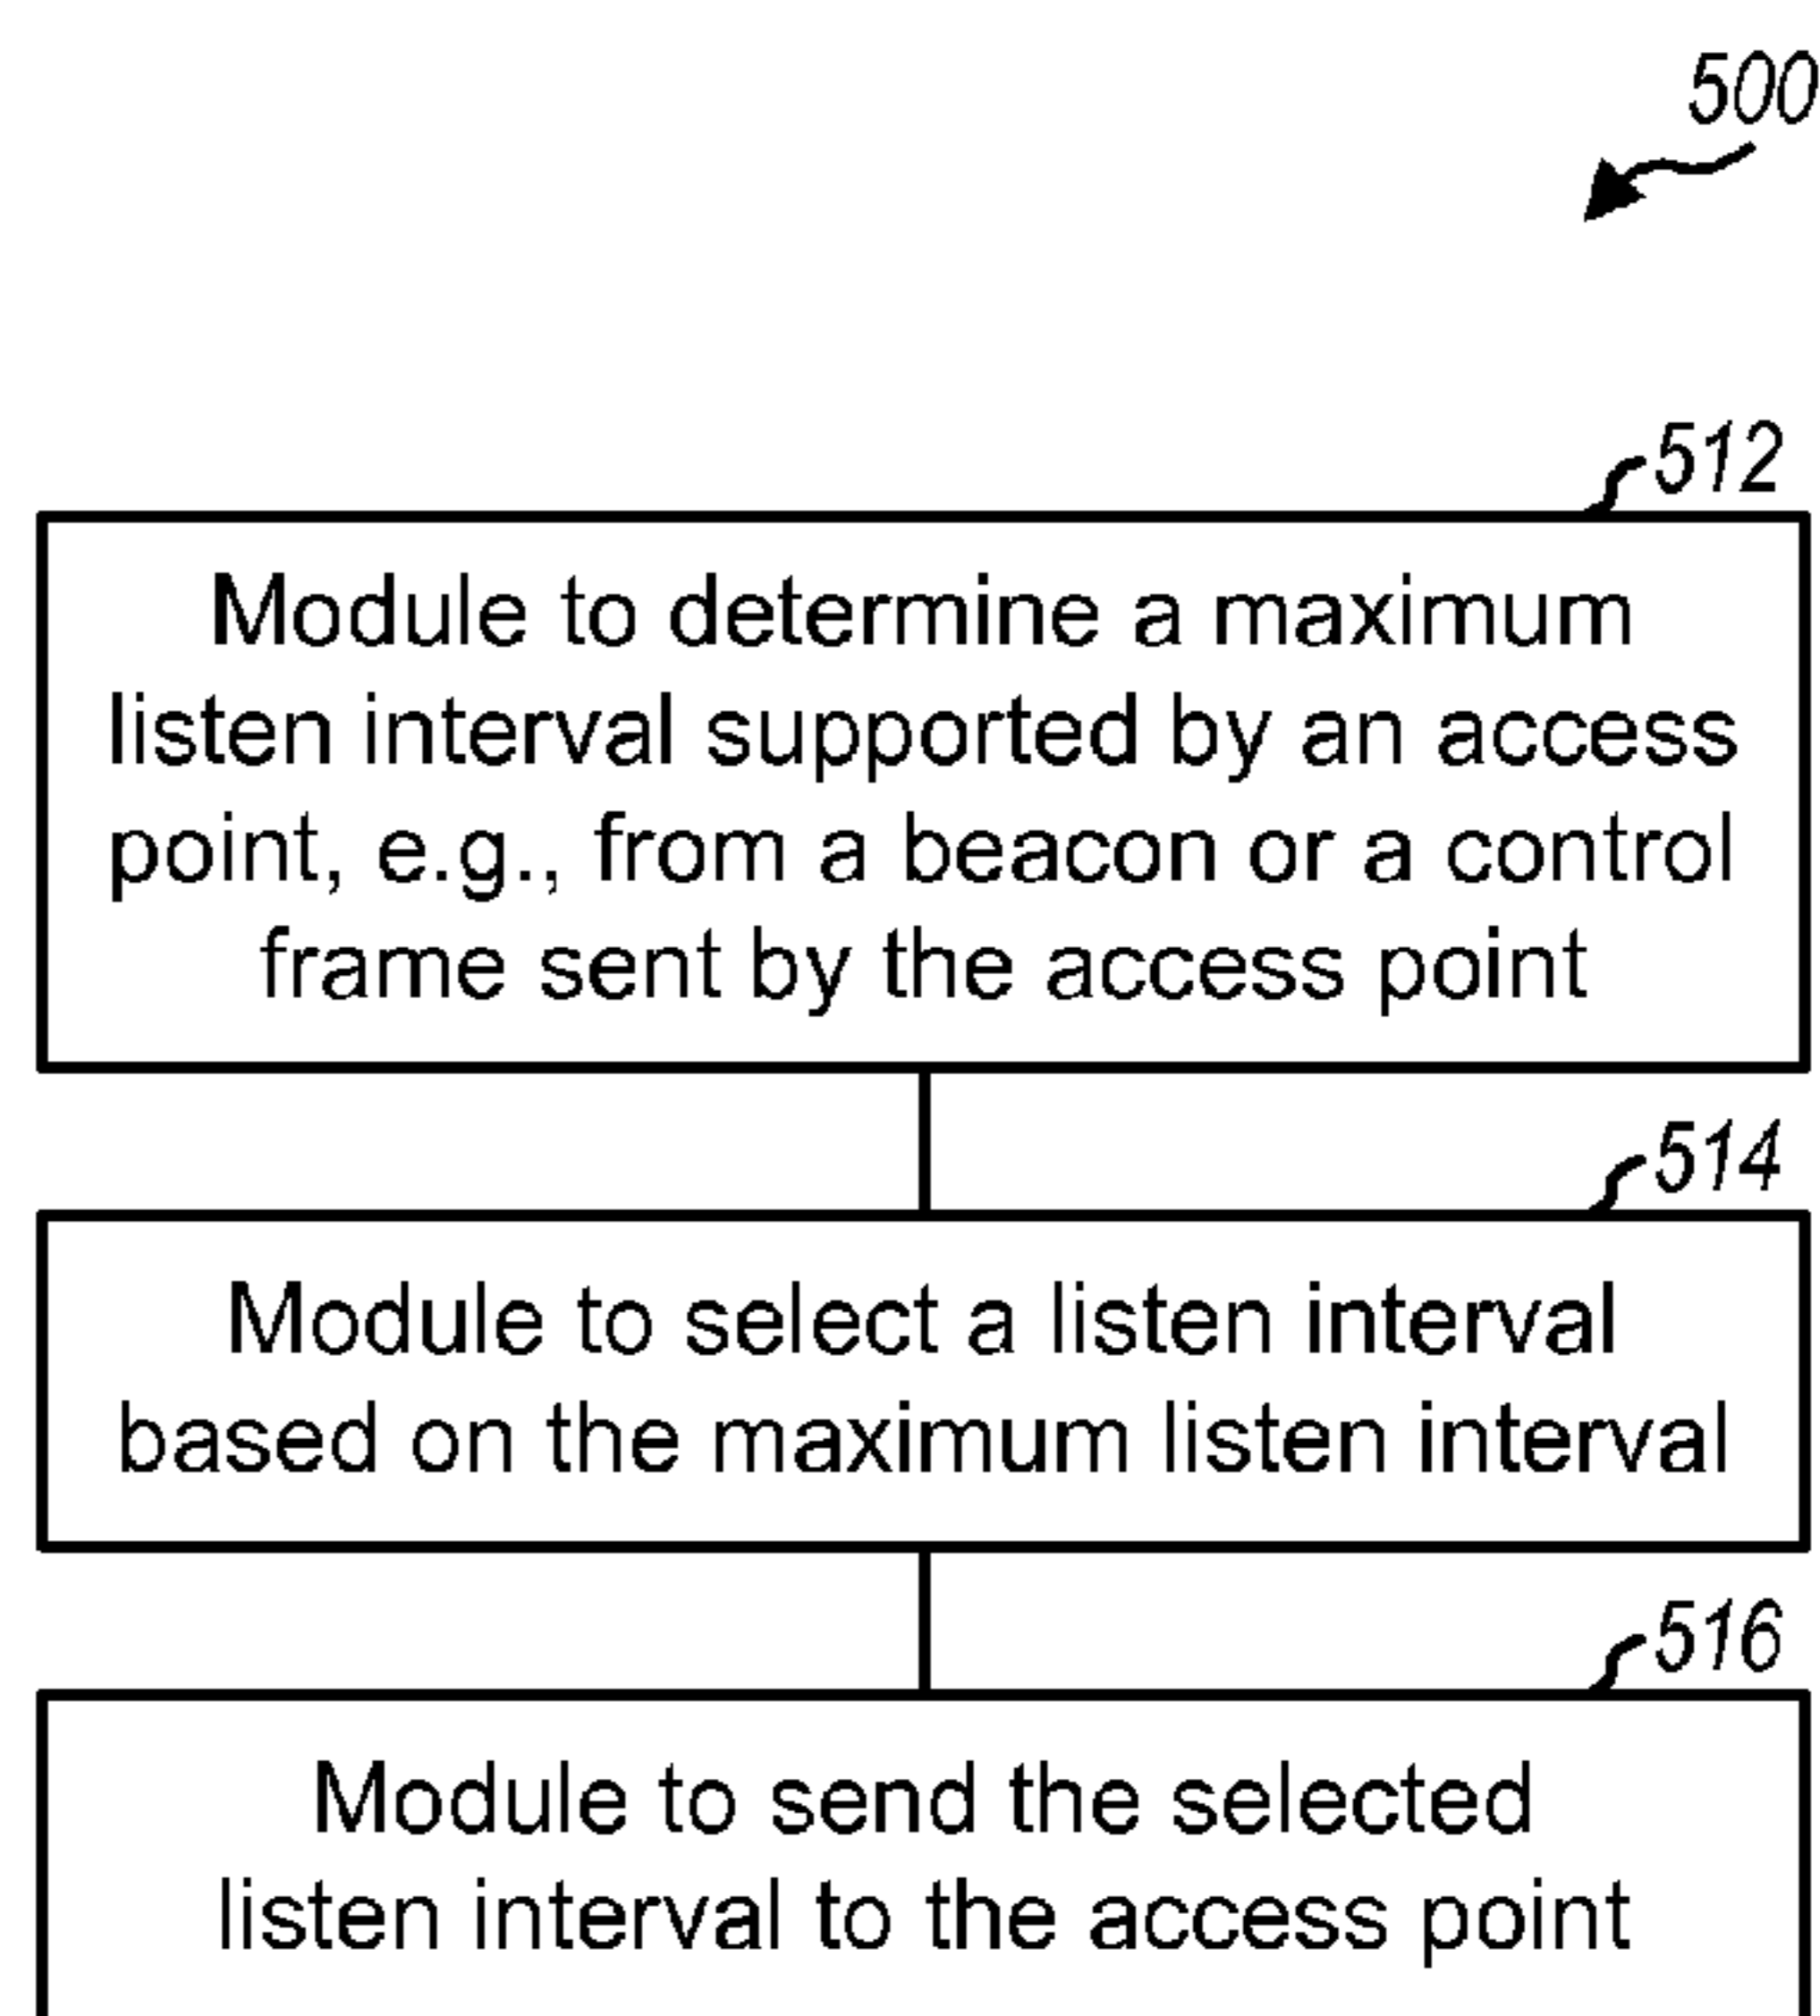 500
512
Module to determine a maximum
listen interval supported by an access
point, e.g., from a beacon or a control
frame sent by the access point
514
Module to select a listen interval
based on the maximum listen interval
516
Module to send the selected
listen interval to the access point